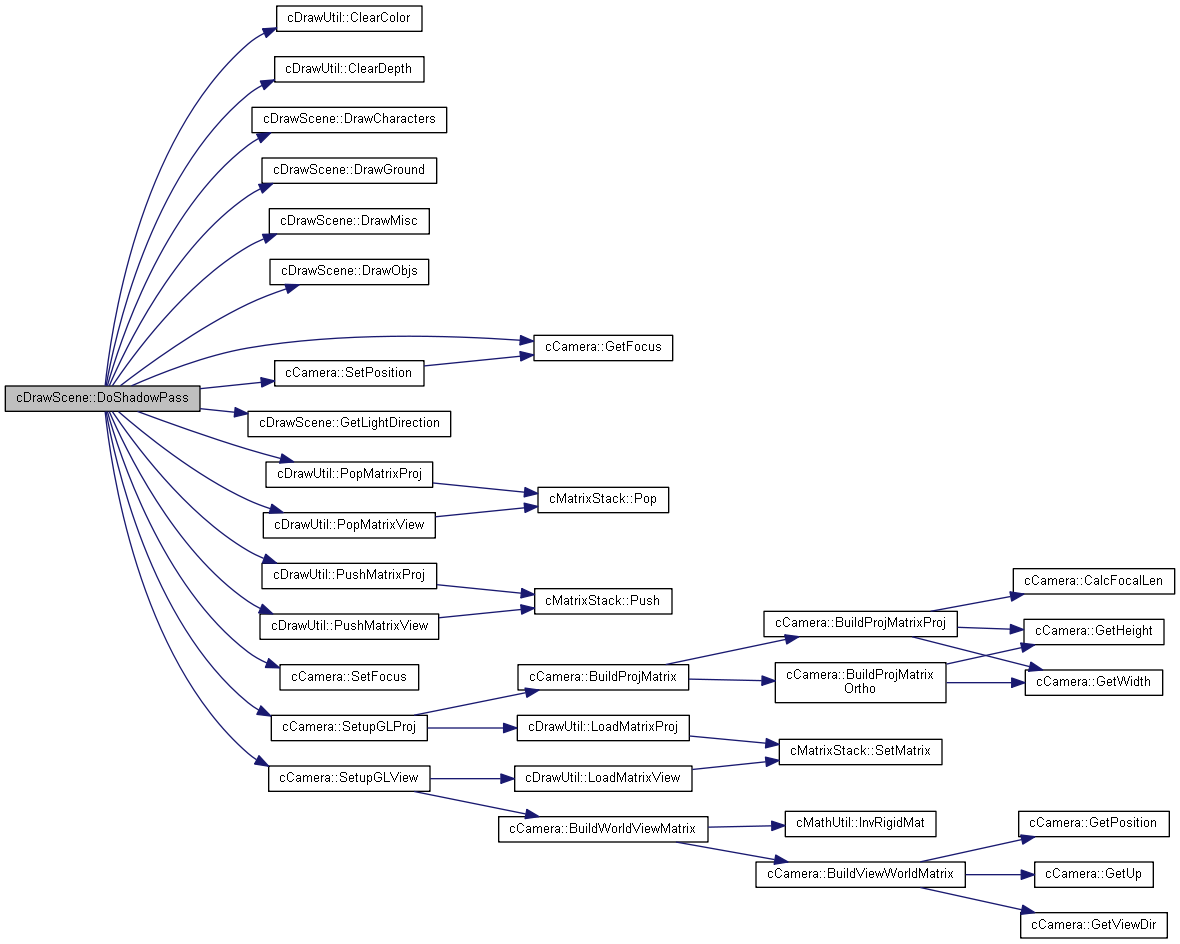 cDrawUtil::ClearColor
cDrawUtil::ClearDepth
cDrawScene::DrawCharacters
cDrawScene::DrawGround
cDrawScene::DrawMisc
cDrawScene::DrawObjs
cCamera::GetFocus
cCamera::SetPosition
cDrawScene::DoShadowPass
cDrawScene::GetLightDirection
cDrawUtil::PopMatrixProj
cMatrixStack::Pop
cDrawUtil::PopMatrixView
cDrawUtil::PushMatrixProj
cCamera::CalcFocalLen
cMatrixStack::Push
cDrawUtil::PushMatrixView
cCamera::BuildProjMatrixProj
cCamera::GetHeight
cCamera::SetFocus
cCamera::BuildProjMatrix
cCamera::BuildProjMatrix
Ortho
cCamera::GetWidth
cCamera::SetupGLProj
cDrawUtil::LoadMatrixProj
cMatrixStack::SetMatrix
cCamera::SetupGLView
cDrawUtil::LoadMatrixView
cCamera::BuildWorldViewMatrix
cMathUtil::InvRigidMat
cCamera::GetPosition
cCamera::BuildViewWorldMatrix
cCamera::GetUp
cCamera::GetViewDir